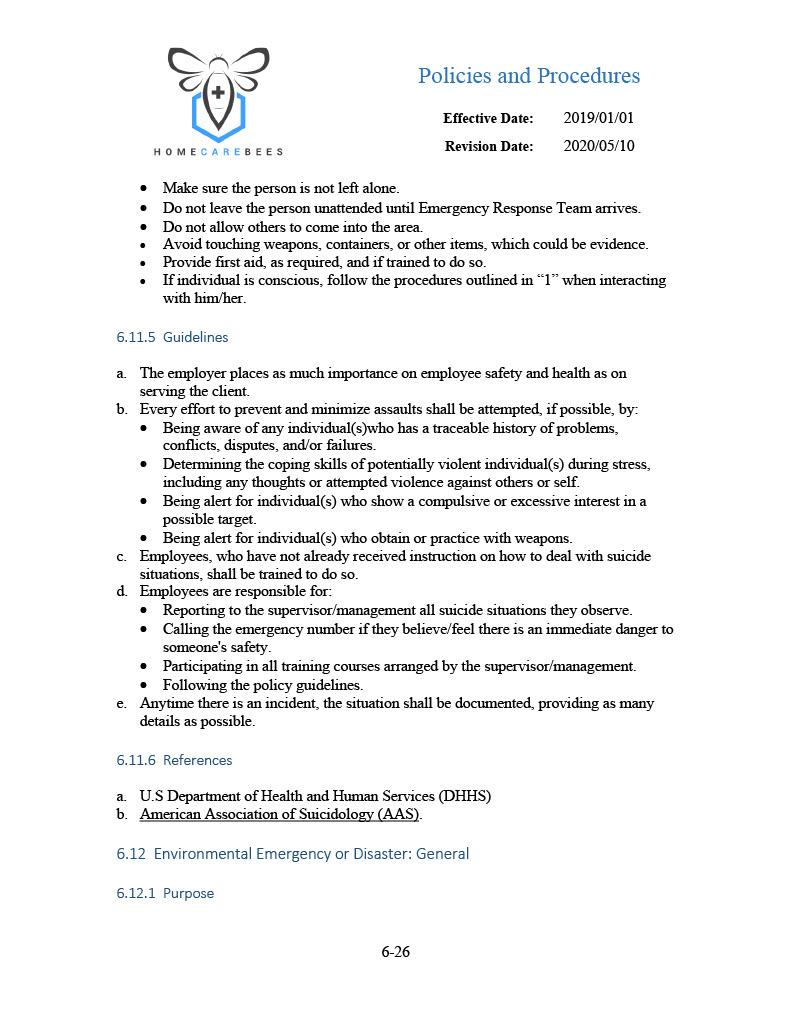 Policies and Procedures
Effective Date: 2019/01/01
Revision Date: 2020/05/10
HOMECAREBEES
• Make sure the person is not left alone.
• Do not leave the person unattended until Emergency Response Team arrives.
• Do not allow others to come into the area.
• Avoid touching weapons, containers, or other items, which could be evidence.
• Provide first aid, as required, and if trained to do so.
• If individual is conscious, follow the procedures outlined in “1” when interacting
with him/her.
6.11.5 Guidelines
a. The employer places as much importance on employee safety and health as on
serving the client.
b. Every effort to prevent and minimize assaults shall be attempted, if possible, by:
• Being aware of any individual(s)who has a traceable history of problems,
conflicts, disputes, and/or failures.
• Determining the coping skills of potentially violent individual(s) during stress,
including any thoughts or attempted violence against others or self.
• Being alert for individual(s) who show a compulsive or excessive interest in a
possible target.
• Being alert for individual(s) who obtain or practice with weapons.
c. Employees, who have not already received instruction on how to deal with suicide
situations, shall be trained to do so.
d. Employees are responsible for:
• Reporting to the supervisor/management all suicide situations they observe.
• Calling the emergency number if they believe/feel there is an immediate danger to
someone's safety.
• Participating in all training courses arranged by the supervisor/management.
• Following the policy guidelines.
e. Anytime there is an incident, the situation shall be documented, providing as many
details as possible.
6.11.6 References
a. U.S Department of Health and Human Services (DHHS)
b. American Association of Suicidology (AAS).
6.12 Environmental Emergency or Disaster: General
6.12.1 Purpose
6-26